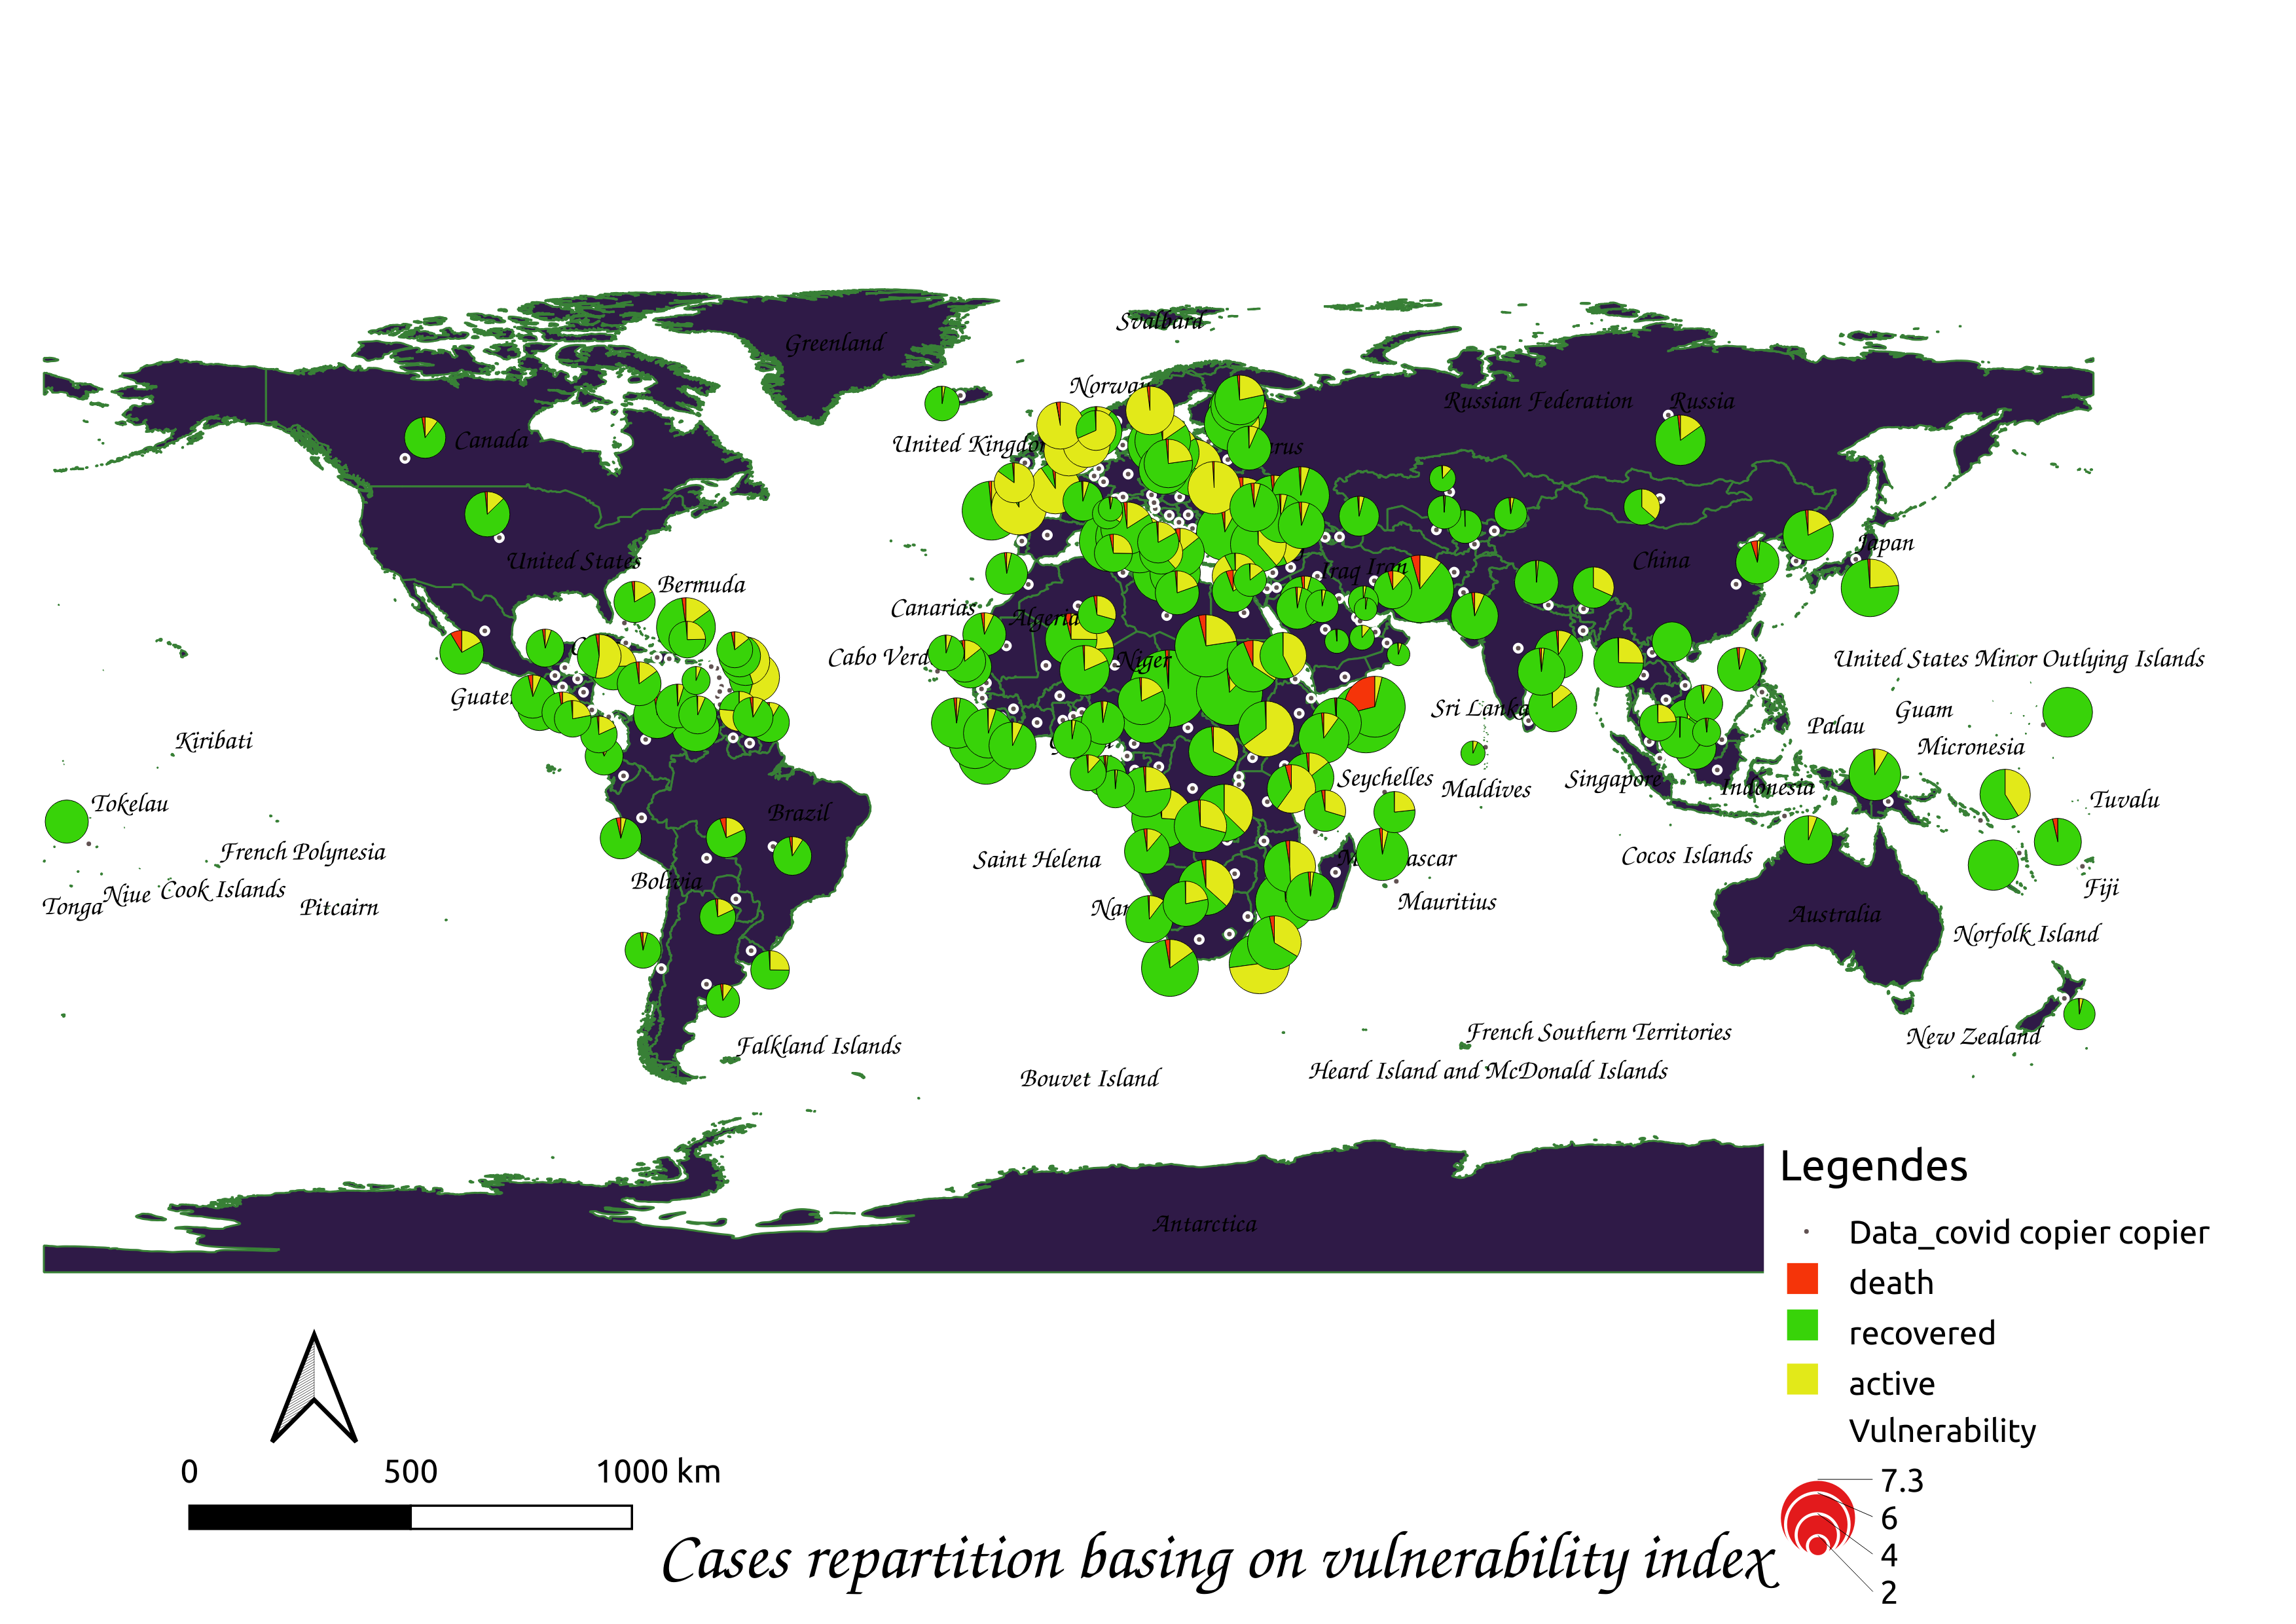 Svalbard
Greenland
Norway
Russian Federation
Russia
Canada
United Kingdo
rus
United States
Japan
China
Iraq
Iran
Bermuda
Canarias
Algeria
Cabo Verd
Niger
United States Minor Outlying Islands
Guate
Sri Lanka
Guam
Palau
Kiribati
Micronesia
Seychelles
Maldives
Singapore
Indonesia
Tokelau
Brazil
Tuvalu
French Polynesia
Saint Helena
M
ascar
Cocos Islands
Bolivia
Niue
Cook Islands
Tonga
Pitcairn
Nar
Mauritius
Fiji
Australia
Norfolk Island
French Southern Territories
New Zealand
Falkland Islands
Bouvet Island
Heard Island and McDonald Islands
Antarctica
Legendes
Data_covid copier copier
death
recovered
active
Vulnerability
7.3
6
4
2
0 500 1000 km
Cases repartition basing on vulnerability index